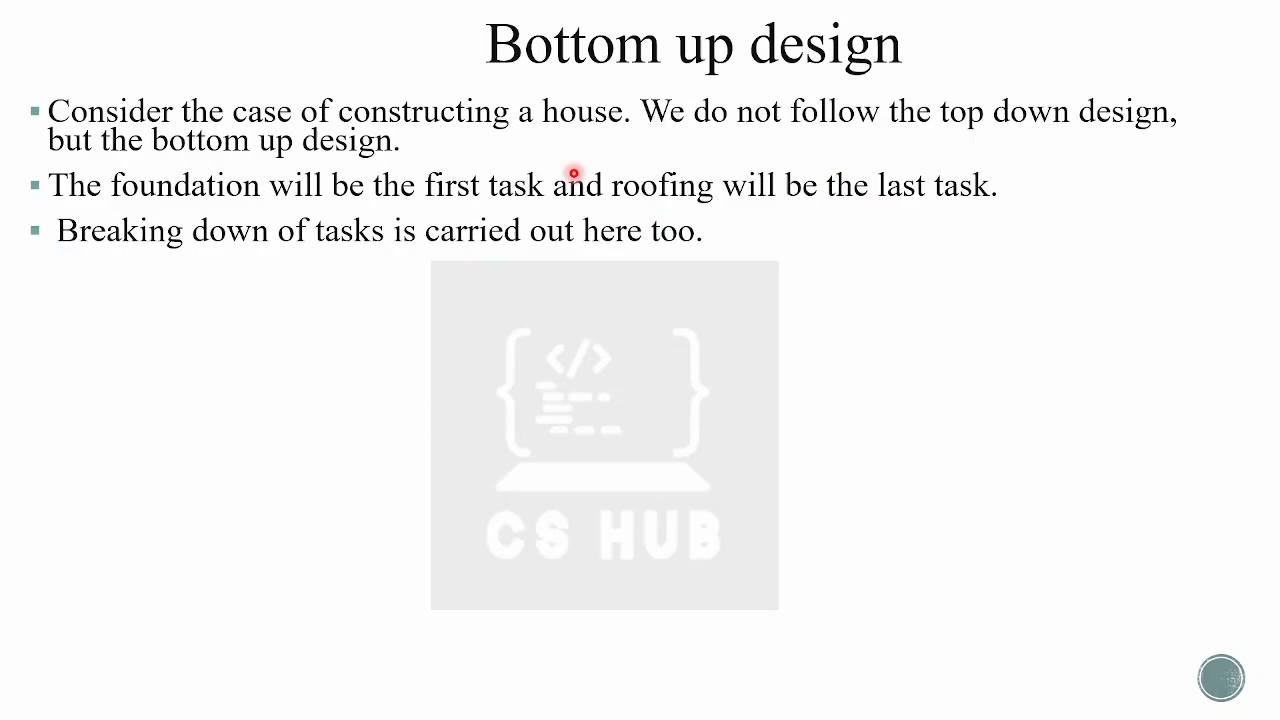 Bottom up design
Consider the case of constructing a house. We do not follow the top down design,
but the bottom up design.
The foundation will be the first task and roofing will be the last task.
Breaking down of tasks is carried out here too.
</>
CS HUB